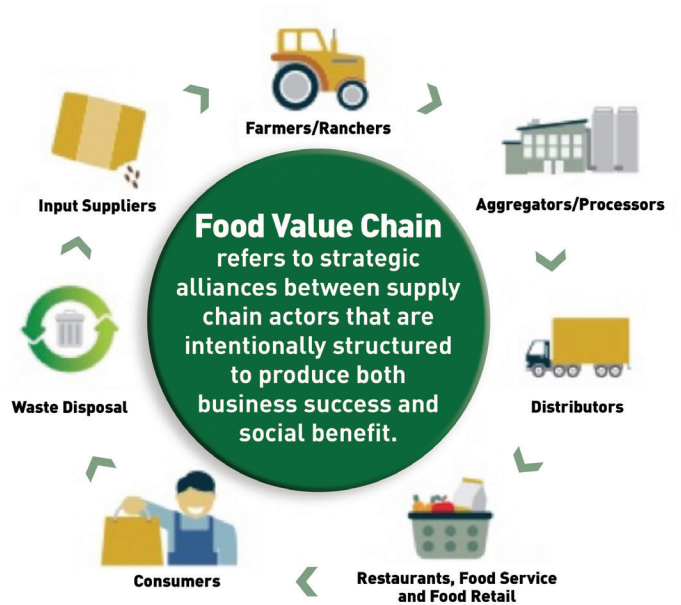 Farmers/Ranchers
Input Suppliers
Aggregators/Processors
Food Value Chain
refers to strategic
alliances between supply
chain actors that are
intentionally structured
to produce both
business success and
social benefit.
Waste Disposal
Distributors
Consumers
Restaurants, Food Service
and Food Retail